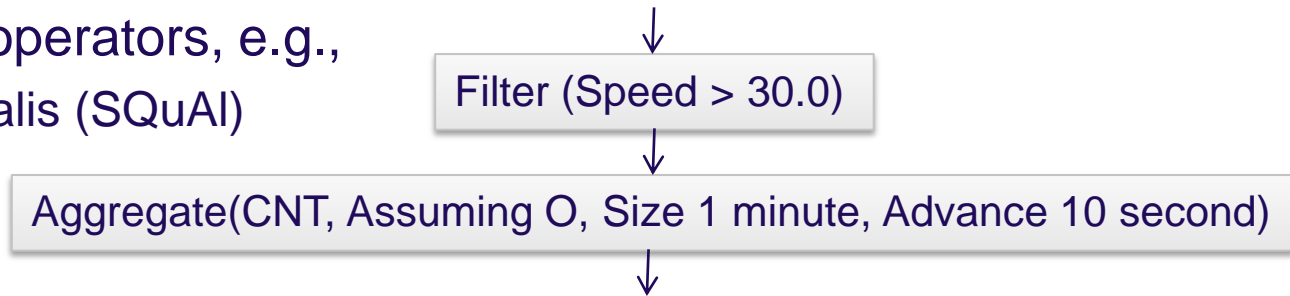 operators, e.g.,
alis (SQuAl)
Filter (Speed > 30.0)
Aggregate(CNT, Assuming O, Size 1 minute, Advance 10 second)